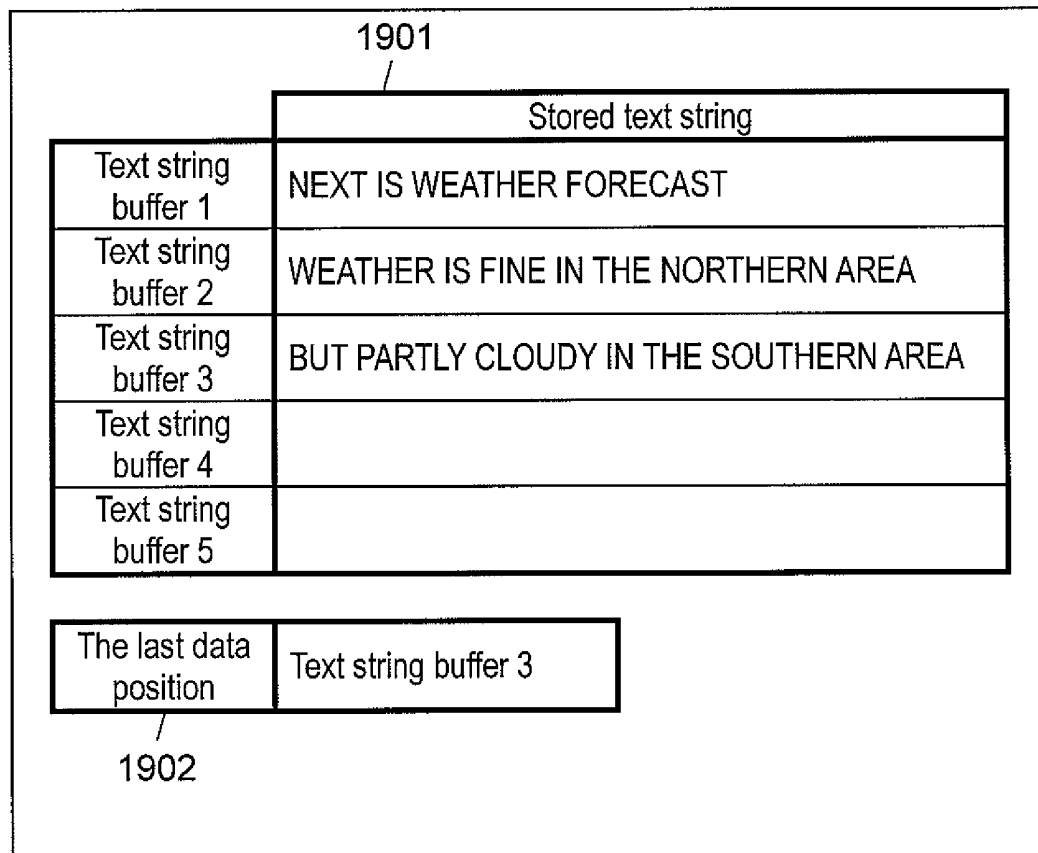 1901
Stored text string
Text string
buffer 1
NEXT IS WEATHER FORECAST
Text string
buffer 2
WEATHER IS FINE IN THE NORTHERN AREA
Text string
buffer 3
BUT PARTLY CLOUDY IN THE SOUTHERN AREA
Text string
buffer 4
Text string
buffer 5
The last data
position
Text string buffer 3
1902